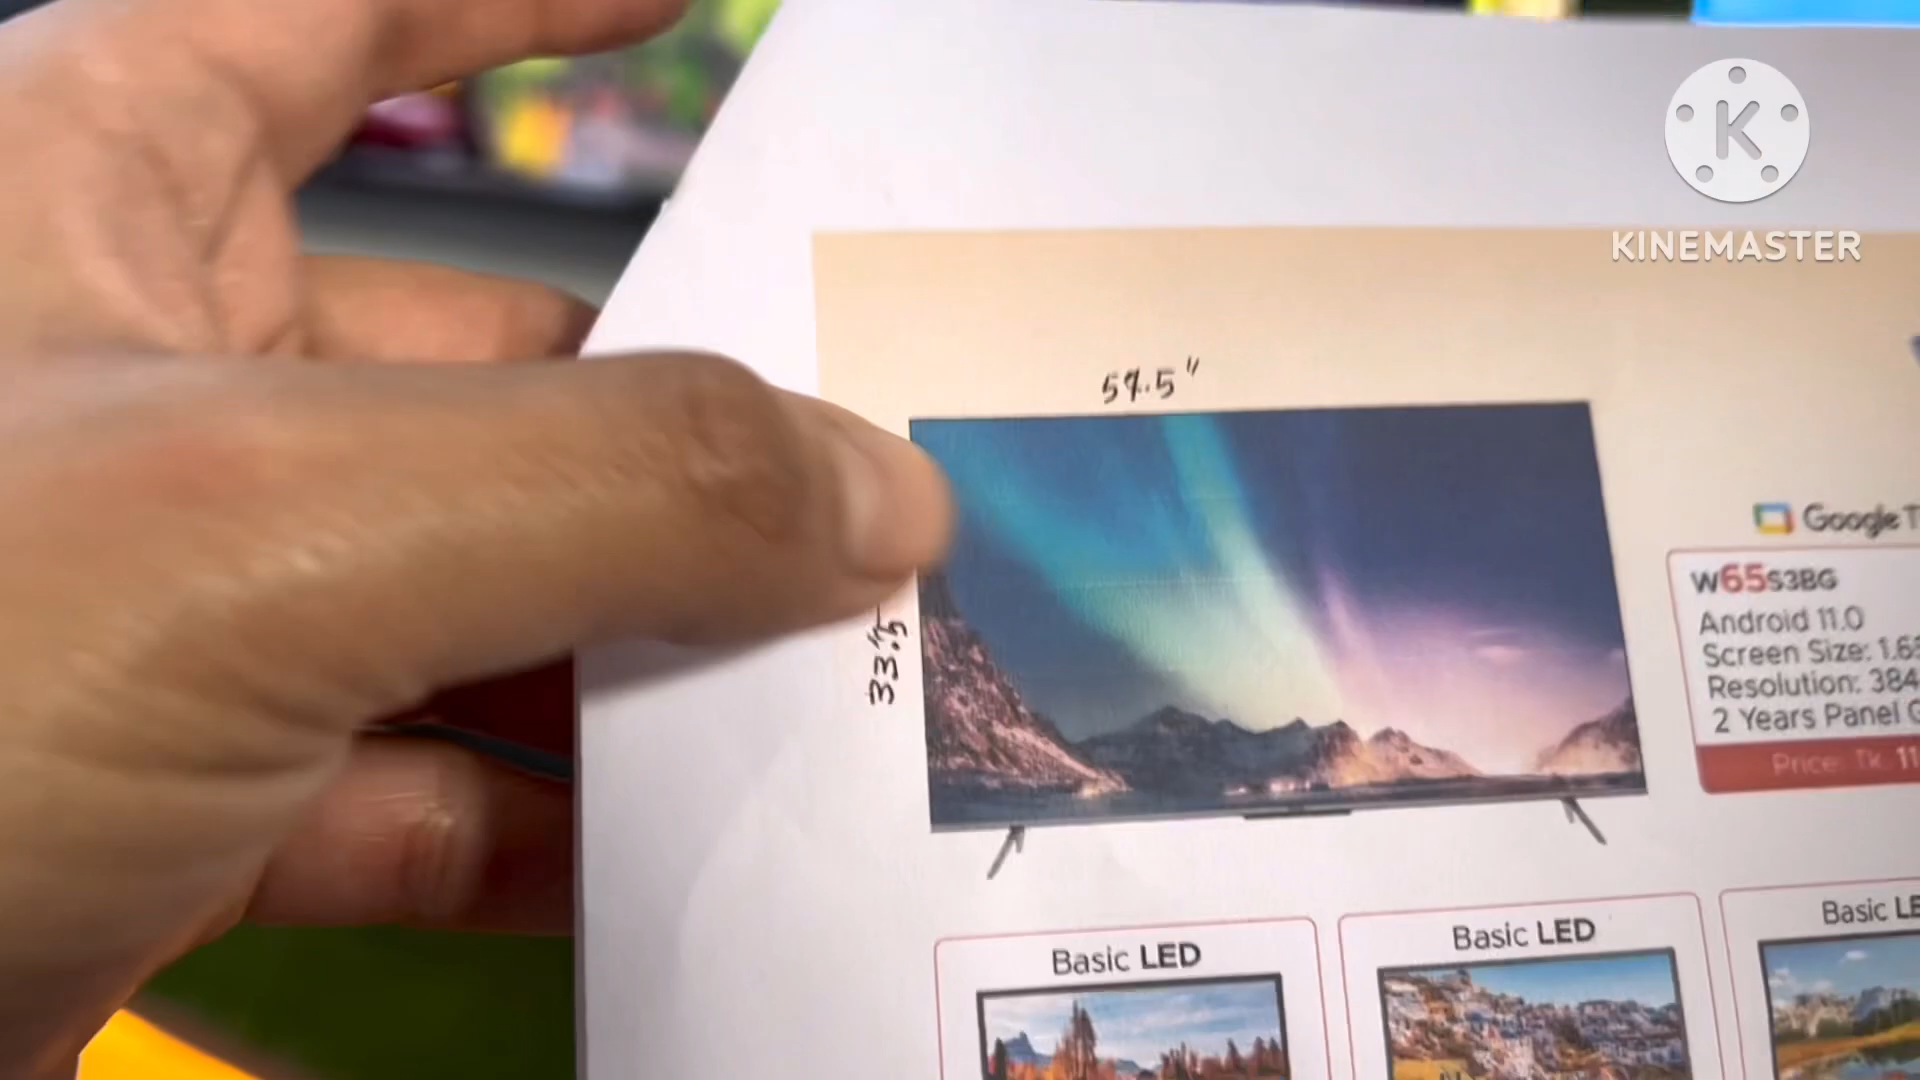 KINEMASTER
57.5"
33.5"
Google T
W65S3BG
Android 11.0
Screen Size: 1.65
Resolution: 384
2 Years Panel G
Price: Tk. 11
Basic LED
Basic LED
Basic LE